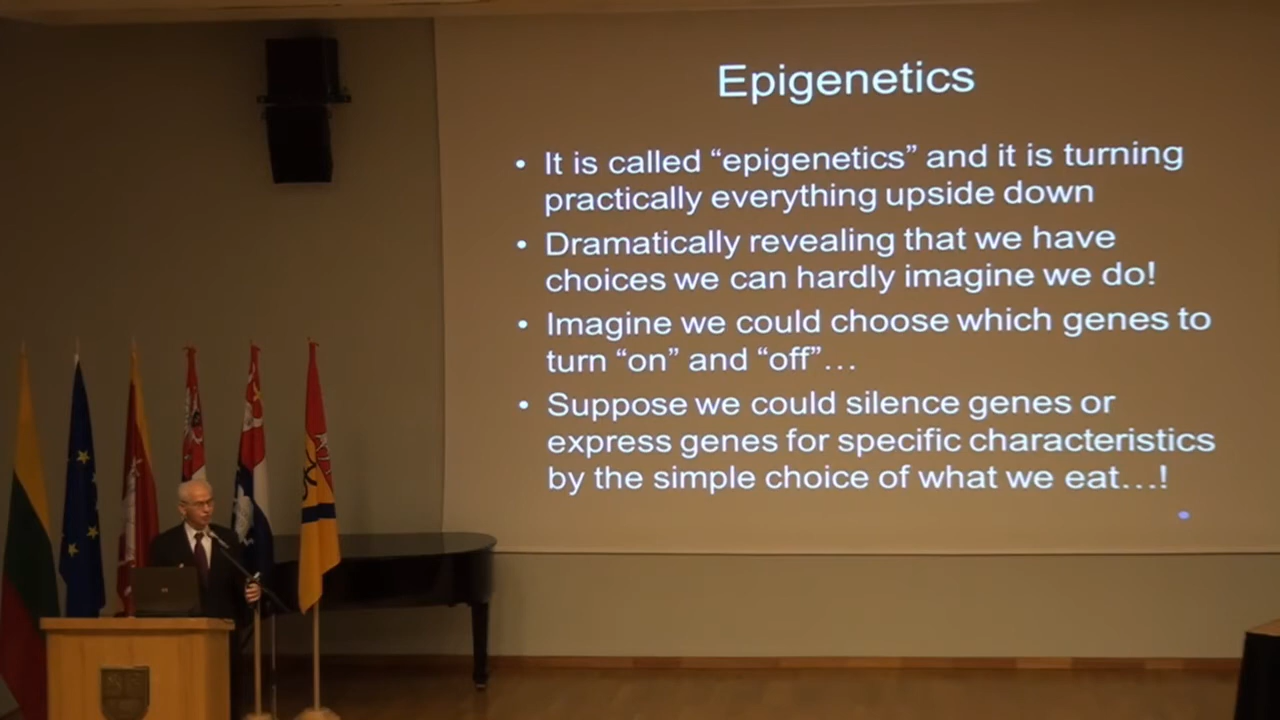 Epigenetics
• It is called “epigenetics” and it is turning
practically everything upside down
• Dramatically revealing that we have
choices we can hardly imagine we do!
• Imagine we could choose which genes to
turn “on” and “off”…
• Suppose we could silence genes or
express genes for specific characteristics
by the simple choice of what we eat…!